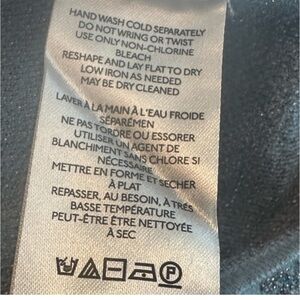 HAND WASH COLD SEPARATELY
DO NOT WRING OR TWIST
USE ONLY NON-CHLORINE
BLEACH
RESHAPE AND LAY FLAT TO DRY
LOW IRON AS NEEDED
MAY BE DRY CLEANED
LAVER À LA MAIN À L'EAU FROIDE
SÉPARÉMEN
NE PAS TORDRE OU ESSORER
UTILISER UN AGENT DE
BLANCHIMENT SANS CHLORE SI
NÉCESSAIRE
METTRE EN FORME ET SECHER
À PLAT
REPASSER, AU BESOIN, À TRÉS
BASSE TEMPÉRATURE
PEUT-ÊTRE ÊTRE NETTOYÉE
À SEC
P